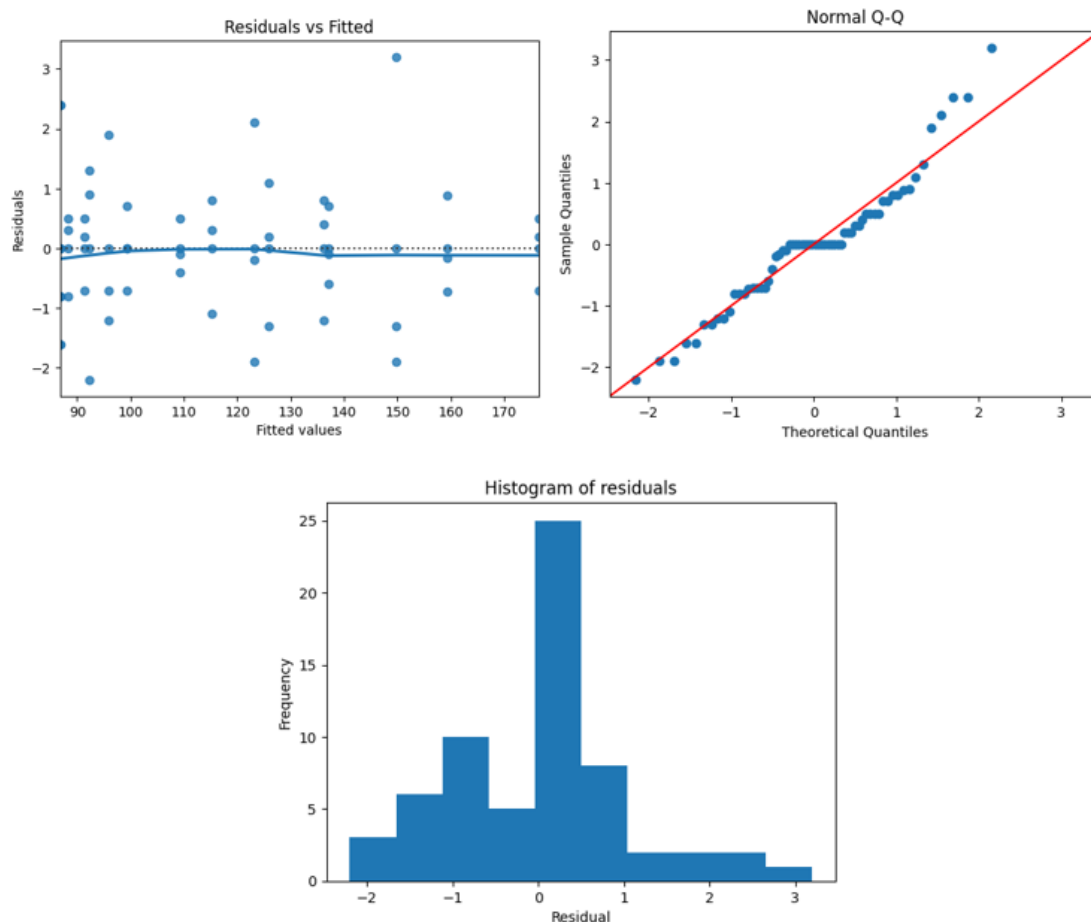 Residuals vs Fitted
Residuals
3
2
1
0
−1
−2
90 100 110 120 130 140 150 160 170
Fitted values
Normal Q-Q
Sample Quantiles
3
2
1
0
−1
−2
−2 −1 0 1 2 3
Theoretical Quantiles
Histogram of residuals
Frequency
25
20
15
10
5
0
−2 −1 0 1 2 3
Residual